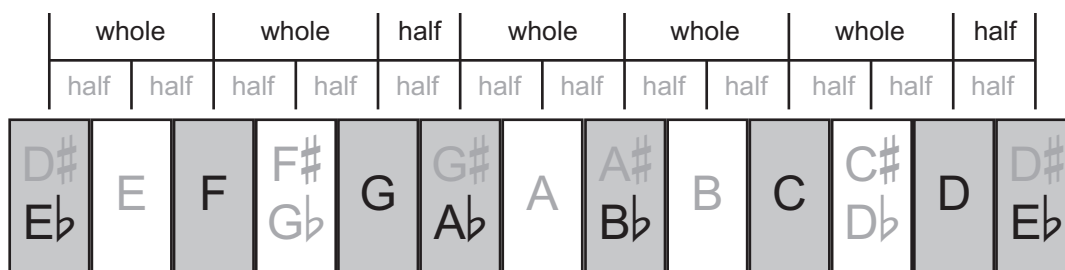 whole whole half whole whole whole half
half half half half half half half half half half half half
D♯ F♯ G♯ A♯ C♯ D♯
E F G A B C D
E♭ G♭ A♭ B♭ D♭ E♭